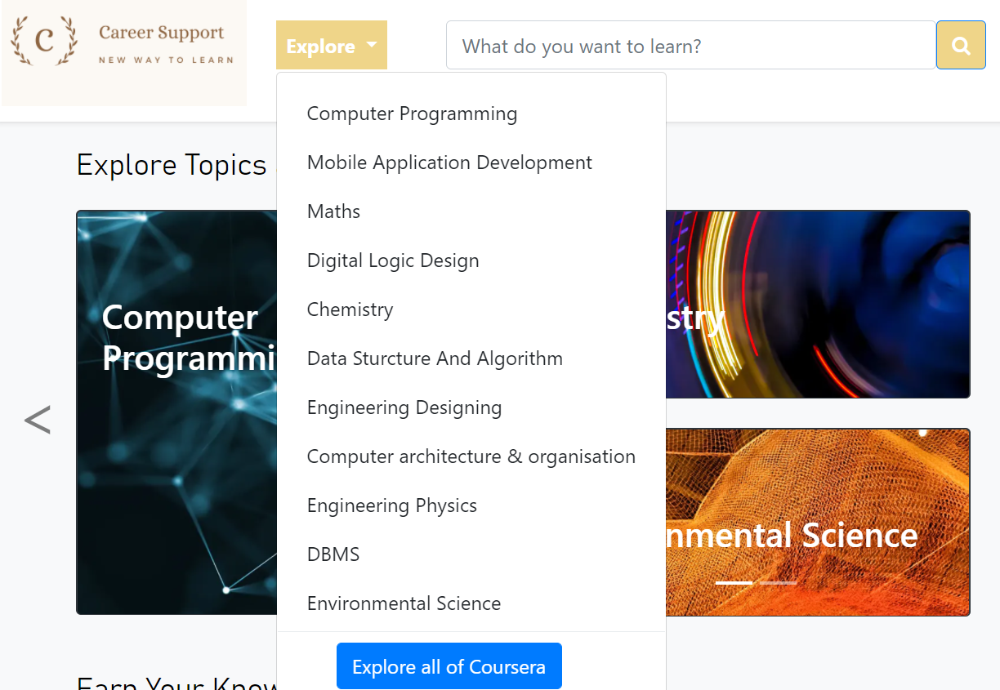 C
Career Support
NEW WAY TO LEARN
Explore
What do you want to learn?
Computer Programming
Mobile Application Development
Maths
Digital Logic Design
Chemistry
Data Sturcture And Algorithm
Engineering Designing
Computer architecture & organisation
Engineering Physics
DBMS
Environmental Science
Explore all of Coursera
Explore Topics
Computer
Programmi
stry
nmental Science
<
Earn Your Know